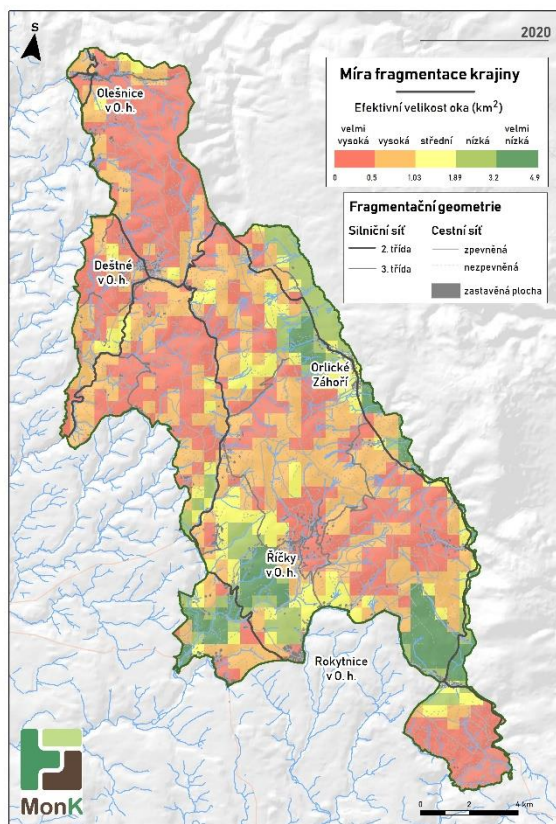 S
2020
Míra fragmentace krajiny
Efektivní velikost oka (km²)
velmi vysoká
vysoká
střední
nízká
velmi nízká
0 0,5 1,03 1,89 3,2 4,9
Fragmentační geometrie
Silniční síť
2. třída
3. třída
Cestní síť
zpevněná
nezpevněná
zastavěná plocha
Olešnice
v O. h.
Deštné
v O. h.
Orlické
Záhoří
Říčky
v O. h.
Rokytnice
v O. h.
MonK
0 2 4 km